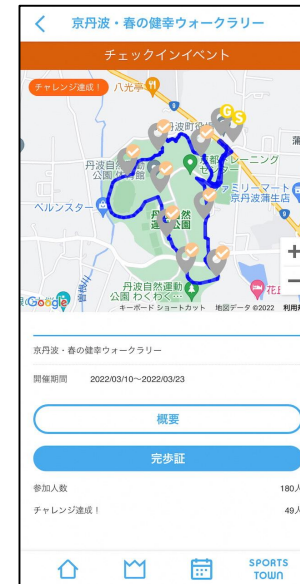 京丹波・春の健幸ウォークラリー
チェックインイベント
チャレンジ達成！
八光亭
G S
丹波町役
丹波自然
公園 体育館
京都トレーニング
セ
蒲
ファミリーマート
京丹波蒲生店
ベルンスター
丹波自然
運動公園
曽根川
丹波自然運動
公園 わくわく…
花
Google
キーボード ショートカット 地図データ ©2022 利用規
京丹波・春の健幸ウォークラリー
開催期間 2022/03/10～2022/03/23
概要
完歩証
参加人数 180人
チャレンジ達成！ 49人
SPORTS
TOWN